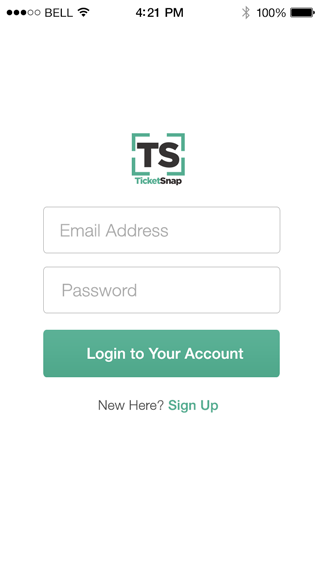 BELL 4:21 PM 100%
TS
TicketSnap
Email Address
Password
Login to Your Account
New Here? Sign Up